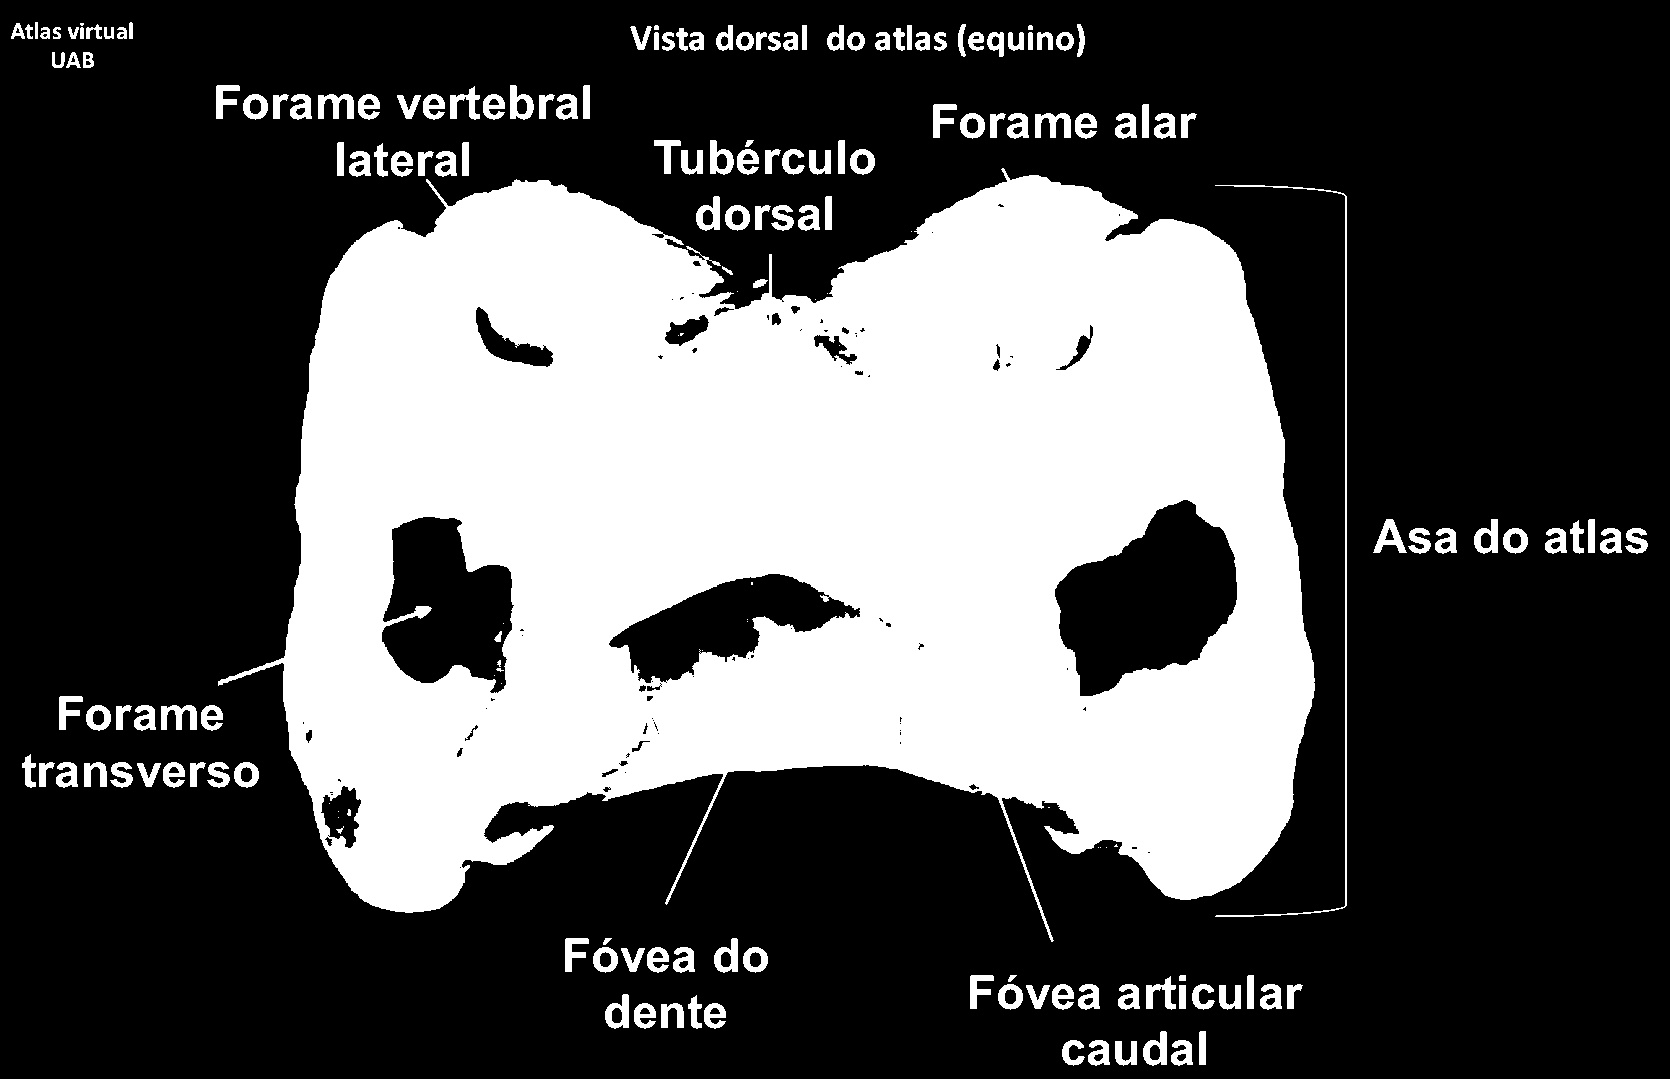 Atlas virtual
UAB
Vista dorsal do atlas (equino)
Forame vertebral
lateral
Tubérculo
dorsal
Forame alar
Asa do atlas
Forame
transverso
Fóvea do
dente
Fóvea articular
caudal